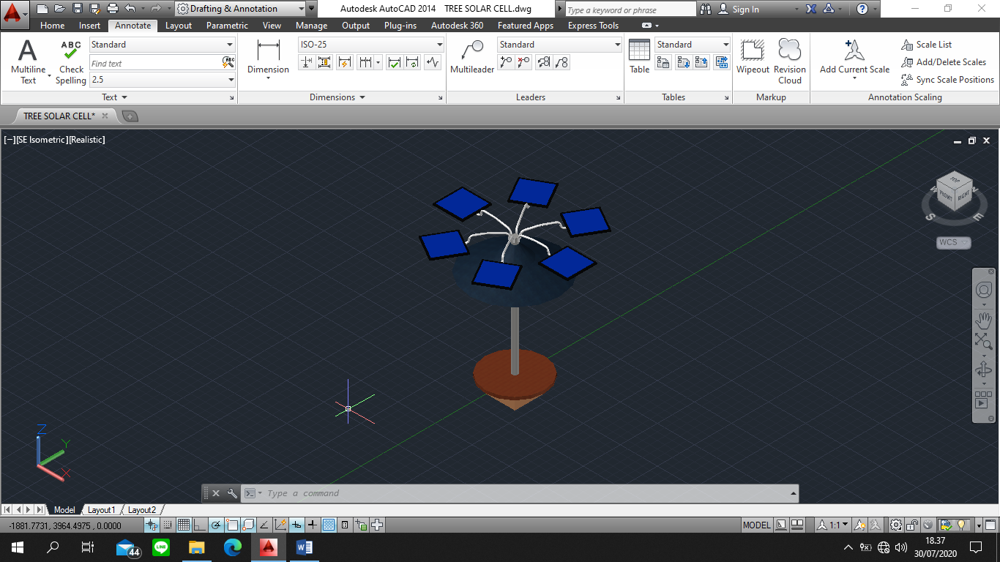 Drafting & Annotation
Autodesk AutoCAD 2014 TREE SOLAR CELL.dwg
Type a keyword or phrase
Sign In
Home Insert Annotate Layout Parametric View Manage Output Plug-ins Autodesk 360 Featured Apps Express Tools
A
Multiline Text
ABC
Check Spelling
Standard
Find text
ABC
2.5
Text
Dimension
ISO-25
Dimensions
Multileader
Standard
Leaders
Table
Standard
Tables
Wipeout
Revision Cloud
Markup
Add Current Scale
Scale List
Add/Delete Scales
Sync Scale Positions
Annotation Scaling
TREE SOLAR CELL*
[−][SE Isometric][Realistic]
TOP
FRONT RIGHT
W N
S E
WCS
Z
Y
X
Type a command
Model Layout1 Layout2
-1881.7731, 3964.4975 , 0.0000
MODEL
1:1
44
LINE
18.37
30/07/2020